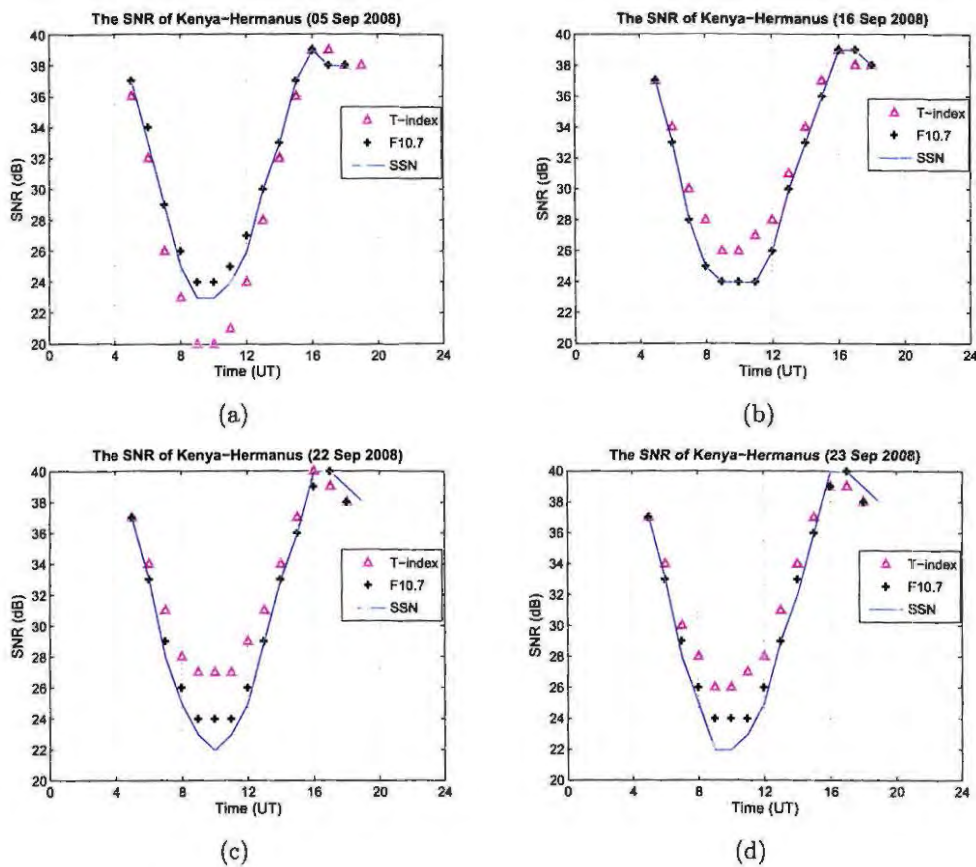 The SNR of Kenya-Hermanus (05 Sep 2008)
40
38
36
34
32
30
28
26
24
22
20
SNR (dB)
T-index
F10.7
SSN
0 4 8 12 16 20 24
Time (UT)
(a)
The SNR of Kenya-Hermanus (16 Sep 2008)
40
38
36
34
32
30
28
26
24
22
20
SNR (dB)
T-index
F10.7
SSN
0 4 8 12 16 20 24
Time (UT)
(b)
The SNR of Kenya-Hermanus (22 Sep 2008)
40
38
36
34
32
30
28
26
24
22
20
SNR (dB)
T-index
F10.7
SSN
0 4 8 12 16 20 24
Time (UT)
(c)
The SNR of Kenya-Hermanus (23 Sep 2008)
40
38
36
34
32
30
28
26
24
22
20
SNR (dB)
T-index
F10.7
SSN
0 4 8 12 16 20 24
Time (UT)
(d)